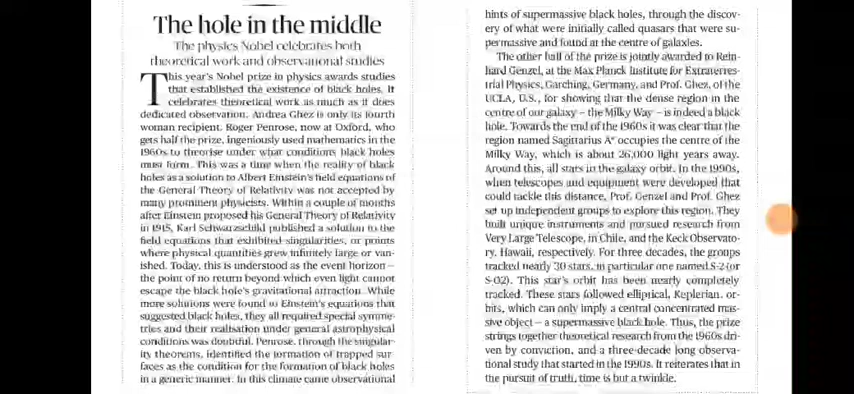 The hole in the middle
The physics Nobel celebrates both
theoretical work and observational studies
This year's Nobel prize in physics awards studies
that established the existence of black holes. It
celebrates theoretical work as much as it does
dedicated observation. Andrea Ghez is only its fourth
woman recipient. Roger Penrose, now at Oxford, who
gets half the prize, ingeniously used mathematics in the
1960s to theorise under what conditions black holes
must form. This was a time when the reality of black
holes as a solution to Albert Einstein's field equations of
the General Theory of Relativity was not accepted by
many prominent physicists. Within a couple of months
after Einstein proposed his General Theory of Relativity
in 1915, Karl Schwarzschild published a solution to the
field equations that exhibited singularities, or points
where physical quantities grew infinitely large or van-
ished. Today, this is understood as the event horizon –
the point of no return beyond which even light cannot
escape the black hole's gravitational attraction. While
more solutions were found to Einstein's equations that
suggested black holes, they all required special symme-
tries and their realisation under general astrophysical
conditions was doubtful. Penrose, through the singular-
ity theorems, identified the formation of trapped sur-
faces as the condition for the formation of black holes
in a generic manner. In this climate came observational
hints of supermassive black holes, through the discov-
ery of what were initially called quasars that were su-
permassive and found at the centre of galaxies.
The other half of the prize is jointly awarded to Rein-
hard Genzel, at the Max Planck Institute for Extraterres-
trial Physics, Garching, Germany, and Prof. Ghez, of the
UCLA, U.S., for showing that the dense region in the
centre of our galaxy – the Milky Way – is indeed a black
hole. Towards the end of the 1960s it was clear that the
region named Sagittarius A* occupies the centre of the
Milky Way, which is about 26,000 light years away.
Around this, all stars in the galaxy orbit. In the 1990s,
when telescopes and equipment were developed that
could tackle this distance, Prof. Genzel and Prof. Ghez
set up independent groups to explore this region. They
built unique instruments and pursued research from
Very Large Telescope, in Chile, and the Keck Observato-
ry, Hawaii, respectively. For three decades, the groups
tracked nearly 30 stars, in particular one named S-2 (or
S-O2). This star's orbit has been nearly completely
tracked. These stars followed elliptical, Keplerian, or-
bits, which can only imply a central concentrated mas-
sive object – a supermassive black hole. Thus, the prize
strings together theoretical research from the 1960s dri-
ven by conviction, and a three-decade long observa-
tional study that started in the 1990s. It reiterates that in
the pursuit of truth, time is but a twinkle.